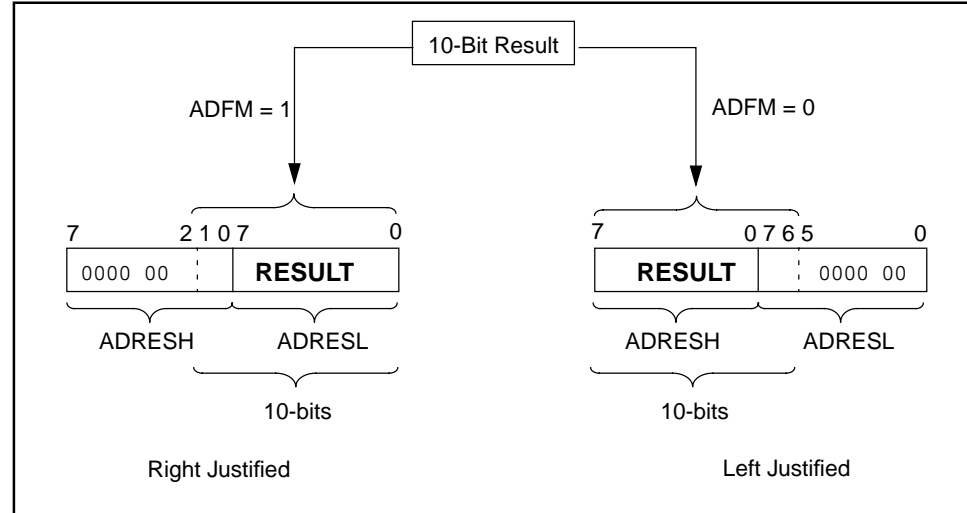 10-Bit Result
ADFM = 1
ADFM = 0
7 2 1 0 7 0
7 0 7 6 5 0
0000 00 RESULT
RESULT 0000 00
ADRESH ADRESL
ADRESH ADRESL
10-bits
10-bits
Right Justified
Left Justified